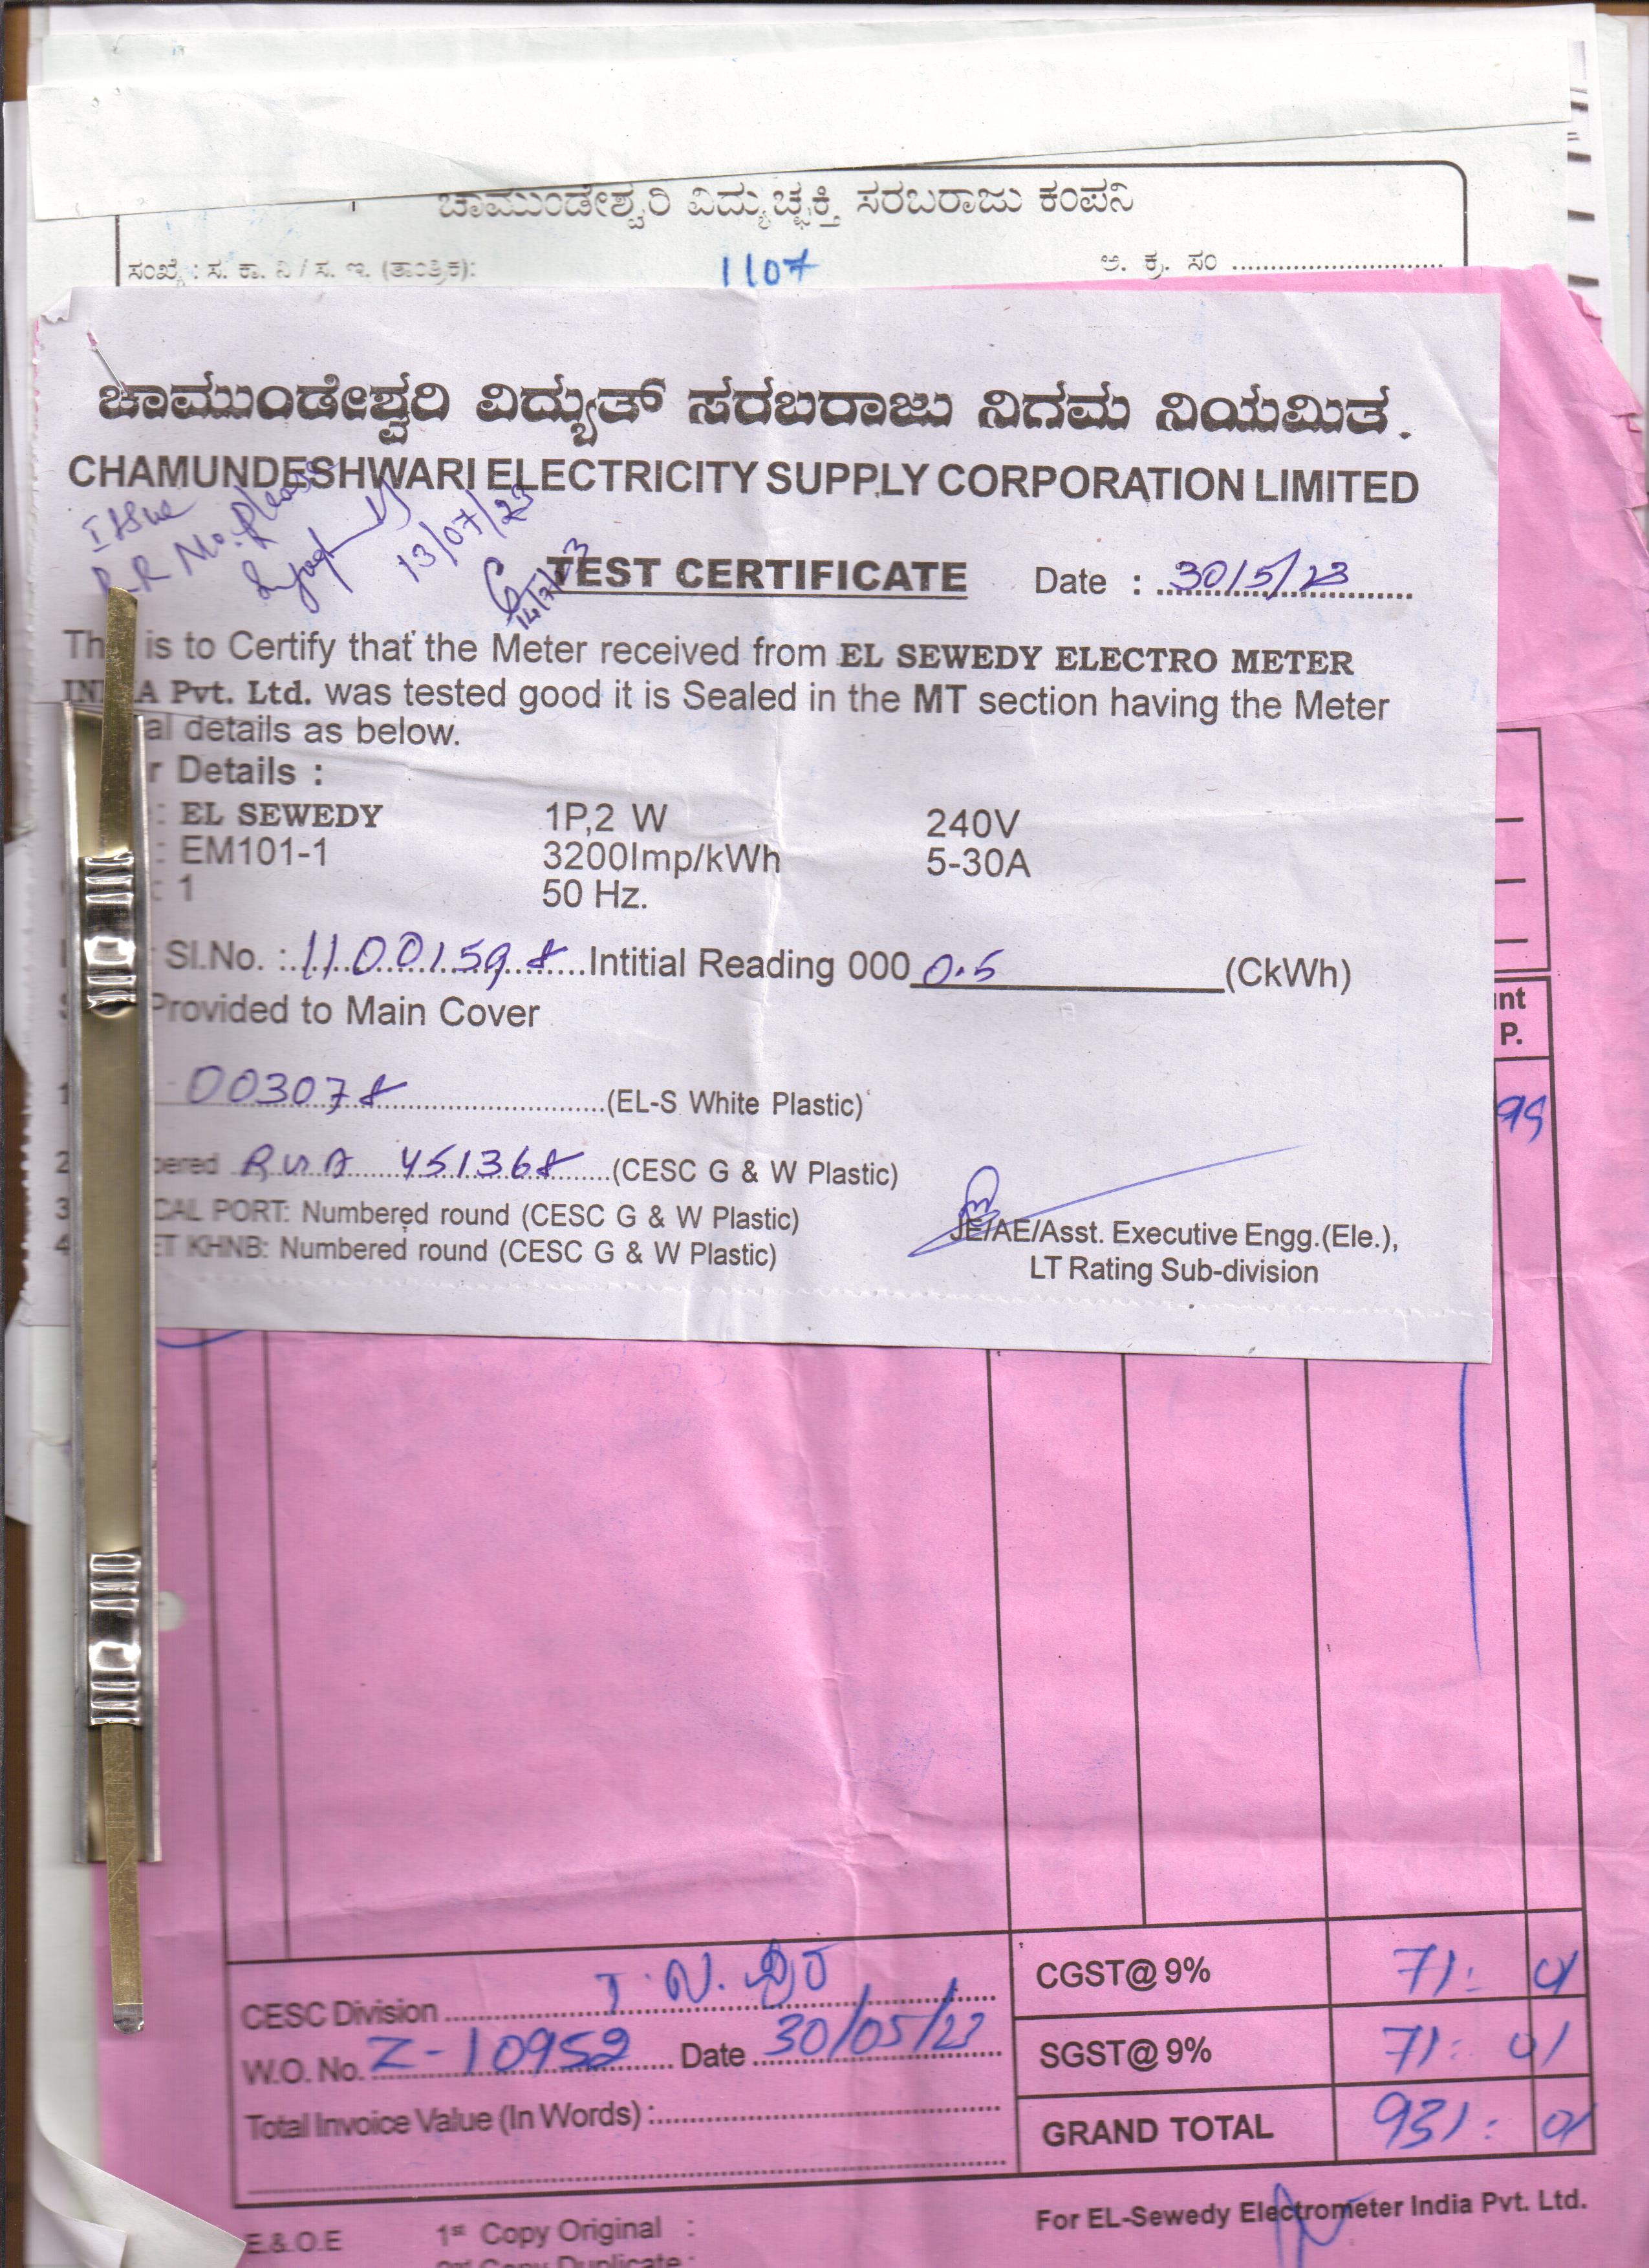 ಚಾಮುಂಡೇಶ್ವರಿ ವಿದ್ಯುಚ್ಛಕ್ತಿ ಸರಬರಾಜು ಕಂಪನಿ
ಸಂಖ್ಯೆ : ಸ. ಕಾ. ನಿ / ಸ. ಇ. (ತಾಂತ್ರಿಕ): 1107 ಅ. ಕ್ರ. ಸಂ
ಚಾಮುಂಡೇಶ್ವರಿ ವಿದ್ಯುತ್ ಸರಬರಾಜು ನಿಗಮ ನಿಯಮಿತ.
CHAMUNDESHWARI ELECTRICITY SUPPLY CORPORATION LIMITED
Issue
R.R No. please
13/07/23
14/7/23
TEST CERTIFICATE Date : 30/5/23
is to Certify that the Meter received from EL SEWEDY ELECTRO METER
Pvt. Ltd. was tested good it is Sealed in the MT section having the Meter
details as below.
Details :
: EL SEWEDY 1P,2 W 240V
: EM101-1 3200Imp/kWh 5-30A
: 1 50 Hz.
Sl.No. : 11001598 Intitial Reading 000 0.5 (CkWh)
Provided to Main Cover
003078 (EL-S White Plastic)
451368 (CESC G & W Plastic)
PORT: Numbered round (CESC G & W Plastic)
KHNB: Numbered round (CESC G & W Plastic)
JE/AE/Asst. Executive Engg.(Ele.),
LT Rating Sub-division
P.
99
CESC Division
W.O. No. Z-10952 Date 30/05/23
Total Invoice Value (In Words) :
CGST@ 9% 71: 01
SGST@ 9% 71: 01
GRAND TOTAL 931: 01
For EL-Sewedy Electrometer India Pvt. Ltd.
E.& O.E 1st Copy Original :
Copy Duplicate :